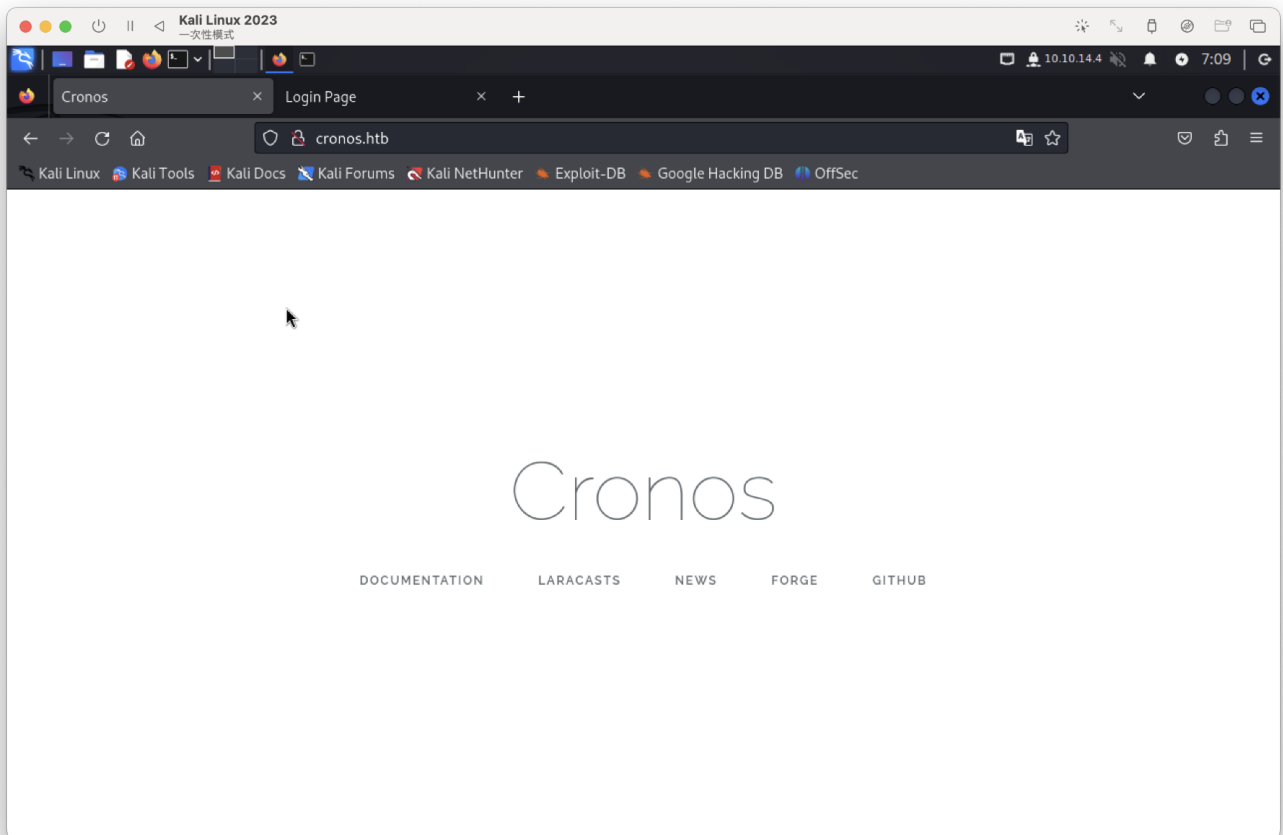 Kali Linux 2023
一次性模式
10.10.14.4 7:09
Cronos Login Page
cronos.htb
Kali Linux Kali Tools Kali Docs Kali Forums Kali NetHunter Exploit-DB Google Hacking DB OffSec
Cronos
DOCUMENTATION LARACASTS NEWS FORGE GITHUB